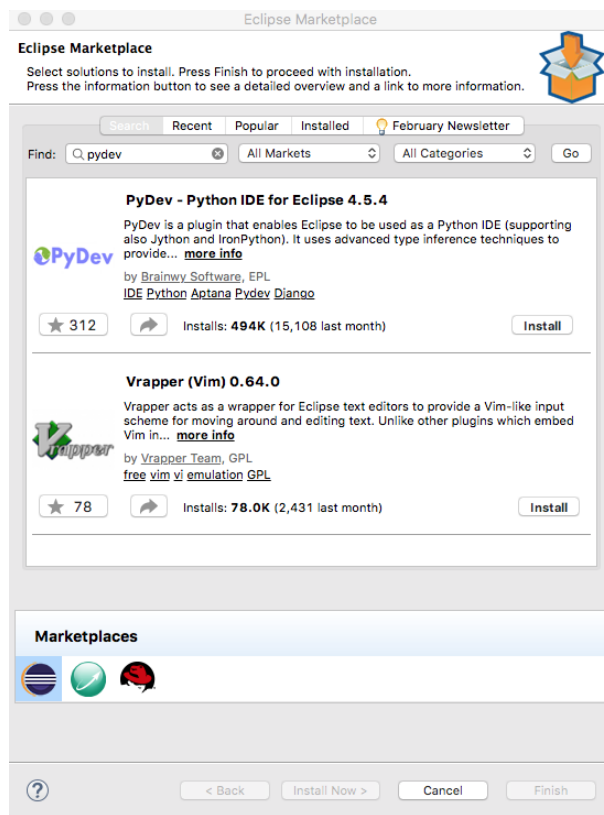 Eclipse Marketplace
Eclipse Marketplace
Select solutions to install. Press Finish to proceed with installation.
Press the information button to see a detailed overview and a link to more information.
Search Recent Popular Installed February Newsletter
Find: pydev All Markets All Categories Go
PyDev - Python IDE for Eclipse 4.5.4
PyDev is a plugin that enables Eclipse to be used as a Python IDE (supporting
also Jython and IronPython). It uses advanced type inference techniques to
provide... more info
PyDev
by Brainwy Software, EPL
IDE Python Aptana Pydev Django
312 Installs: 494K (15,108 last month) Install
Vrapper (Vim) 0.64.0
Vrapper acts as a wrapper for Eclipse text editors to provide a Vim-like input
scheme for moving around and editing text. Unlike other plugins which embed
Vim in... more info
Vrapper
by Vrapper Team, GPL
free vim vi emulation GPL
78 Installs: 78.0K (2,431 last month) Install
Marketplaces
? < Back Install Now > Cancel Finish